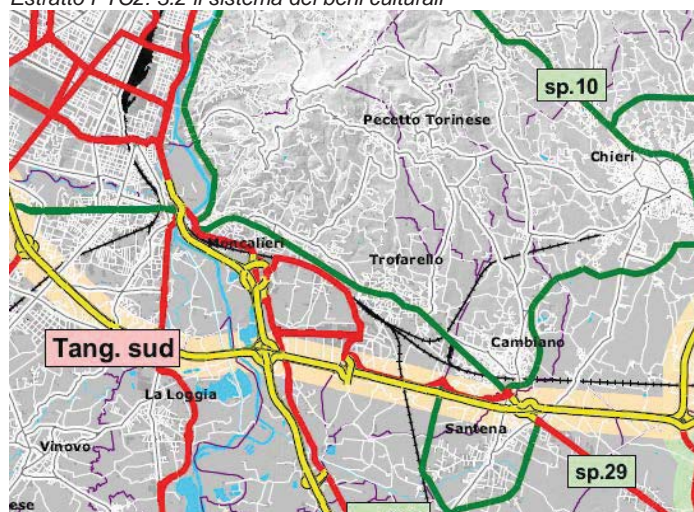 Estratto PTC2: 3.2 il sistema dei beni culturali
sp.10
Pecetto Torinese
Chieri
Moncalieri
Trofarello
Tang. sud
Cambiano
La Loggia
Santena
Vinovo
sp.29
ese